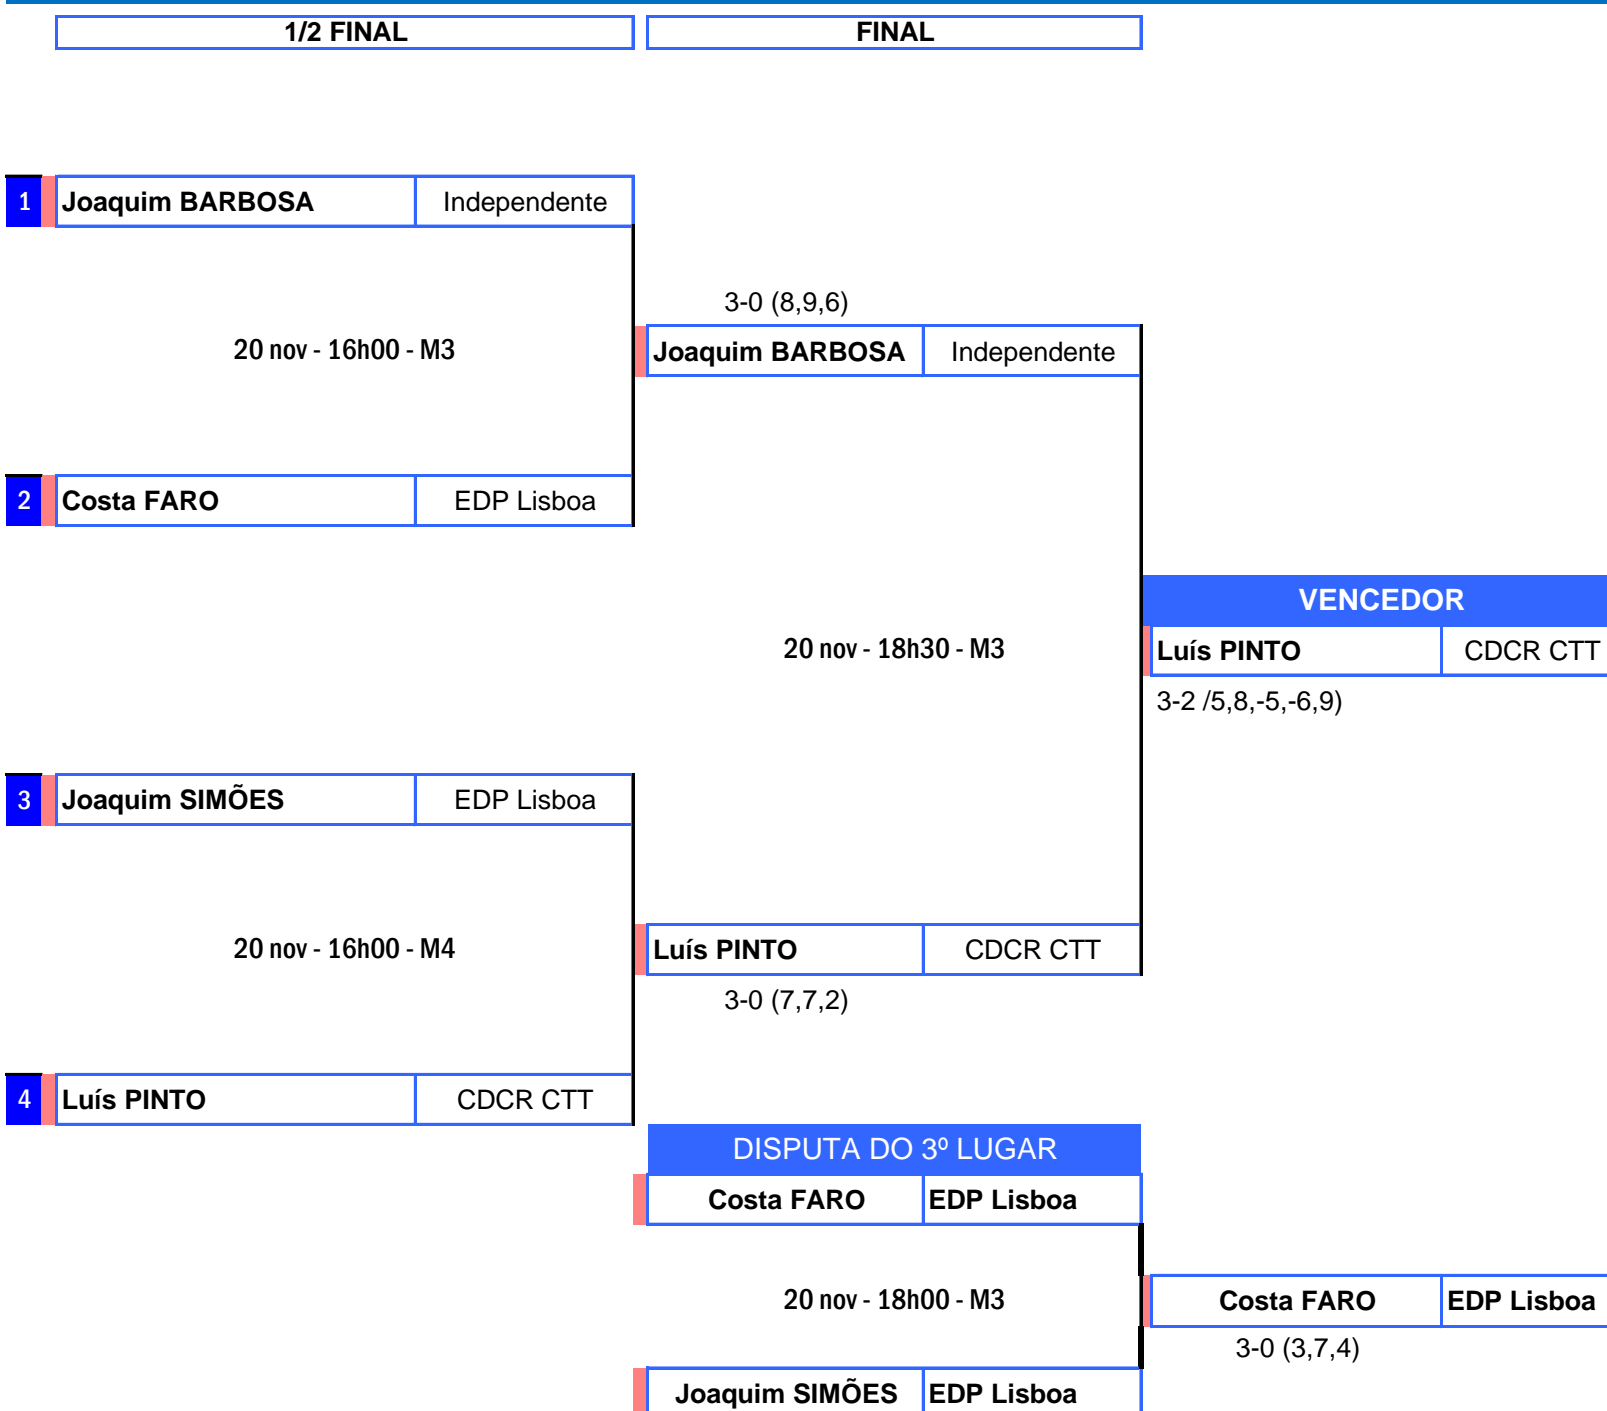 1/2 FINAL FINAL
1 Joaquim BARBOSA Independente
3-0 (8,9,6)
20 nov - 16h00 - M3 Joaquim BARBOSA Independente
2 Costa FARO EDP Lisboa
VENCEDOR
20 nov - 18h30 - M3 Luís PINTO CDCR CTT
3-2 /5,8,-5,-6,9)
3 Joaquim SIMÕES EDP Lisboa
20 nov - 16h00 - M4 Luís PINTO CDCR CTT
3-0 (7,7,2)
4 Luís PINTO CDCR CTT
DISPUTA DO 3º LUGAR
Costa FARO EDP Lisboa
20 nov - 18h00 - M3 Costa FARO EDP Lisboa
3-0 (3,7,4)
Joaquim SIMÕES EDP Lisboa